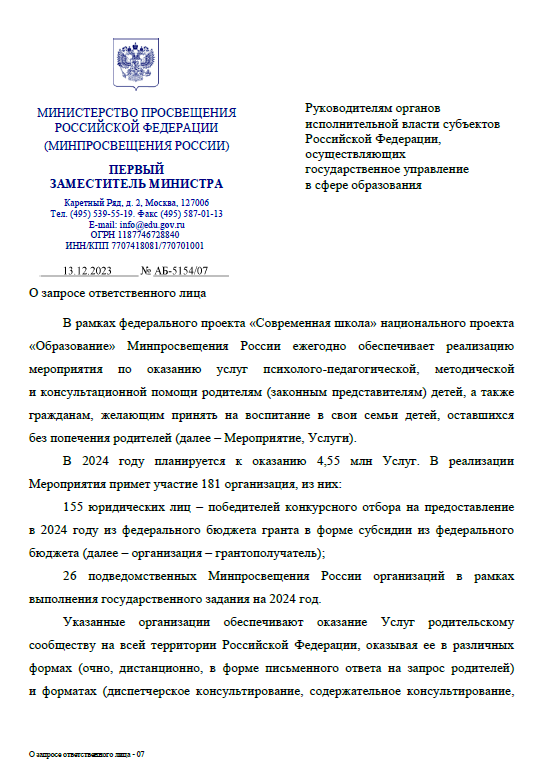 МИНИСТЕРСТВО ПРОСВЕЩЕНИЯ
РОССИЙСКОЙ ФЕДЕРАЦИИ
(МИНПРОСВЕЩЕНИЯ РОССИИ)
ПЕРВЫЙ
ЗАМЕСТИТЕЛЬ МИНИСТРА
Каретный Ряд, д. 2, Москва, 127006
Тел. (495) 539-55-19. Факс (495) 587-01-13
E-mail: info@edu.gov.ru
ОГРН 1187746728840
ИНН/КПП 7707418081/770701001
13.12.2023 № АБ-5154/07
Руководителям органов
исполнительной власти субъектов
Российской Федерации,
осуществляющих
государственное управление
в сфере образования
О запросе ответственного лица
В рамках федерального проекта «Современная школа» национального проекта
«Образование» Минпросвещения России ежегодно обеспечивает реализацию
мероприятия по оказанию услуг психолого-педагогической, методической
и консультационной помощи родителям (законным представителям) детей, а также
гражданам, желающим принять на воспитание в свои семьи детей, оставшихся
без попечения родителей (далее – Мероприятие, Услуги).
В 2024 году планируется к оказанию 4,55 млн Услуг. В реализации
Мероприятия примет участие 181 организация, из них:
155 юридических лиц – победителей конкурсного отбора на предоставление
в 2024 году из федерального бюджета гранта в форме субсидии из федерального
бюджета (далее – организация – грантополучатель);
26 подведомственных Минпросвещения России организаций в рамках
выполнения государственного задания на 2024 год.
Указанные организации обеспечивают оказание Услуг родительскому
сообществу на всей территории Российской Федерации, оказывая ее в различных
формах (очно, дистанционно, в форме письменного ответа на запрос родителей)
и форматах (диспетчерское консультирование, содержательное консультирование,
О запросе ответственного лица - 07